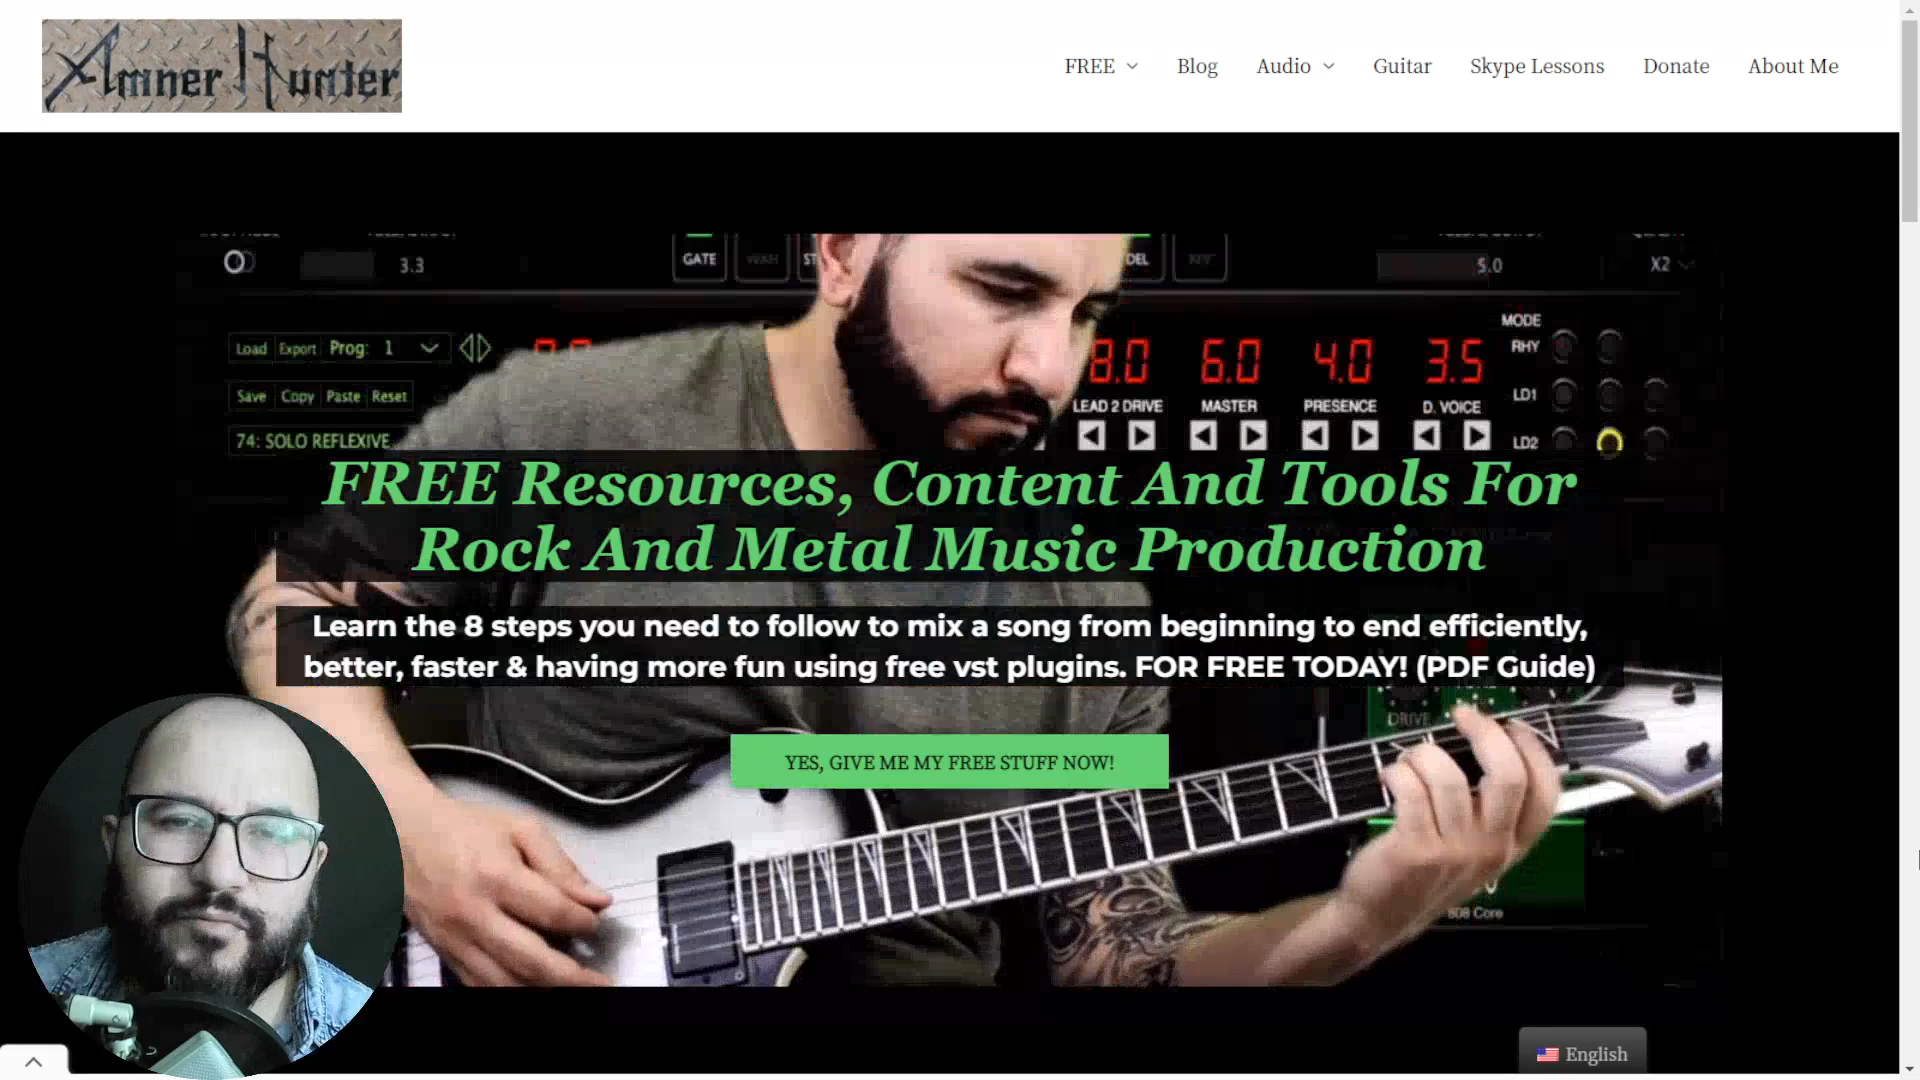 Amner Hunter
FREE Blog Audio Guitar Skype Lessons Donate About Me
3.3
GATE
DEL
5.0
X2
MODE
Load Export Prog: 1
8.0 6.0 4.0 3.5
RHY
Save Copy Paste Reset
LD1
LEAD 2 DRIVE MASTER PRESENCE D. VOICE
74: SOLO REFLEXIVE
LD2
FREE Resources, Content And Tools For
Rock And Metal Music Production
Learn the 8 steps you need to follow to mix a song from beginning to end efficiently,
better, faster & having more fun using free vst plugins. FOR FREE TODAY! (PDF Guide)
DRIVE
YES, GIVE ME MY FREE STUFF NOW!
808 Core
English